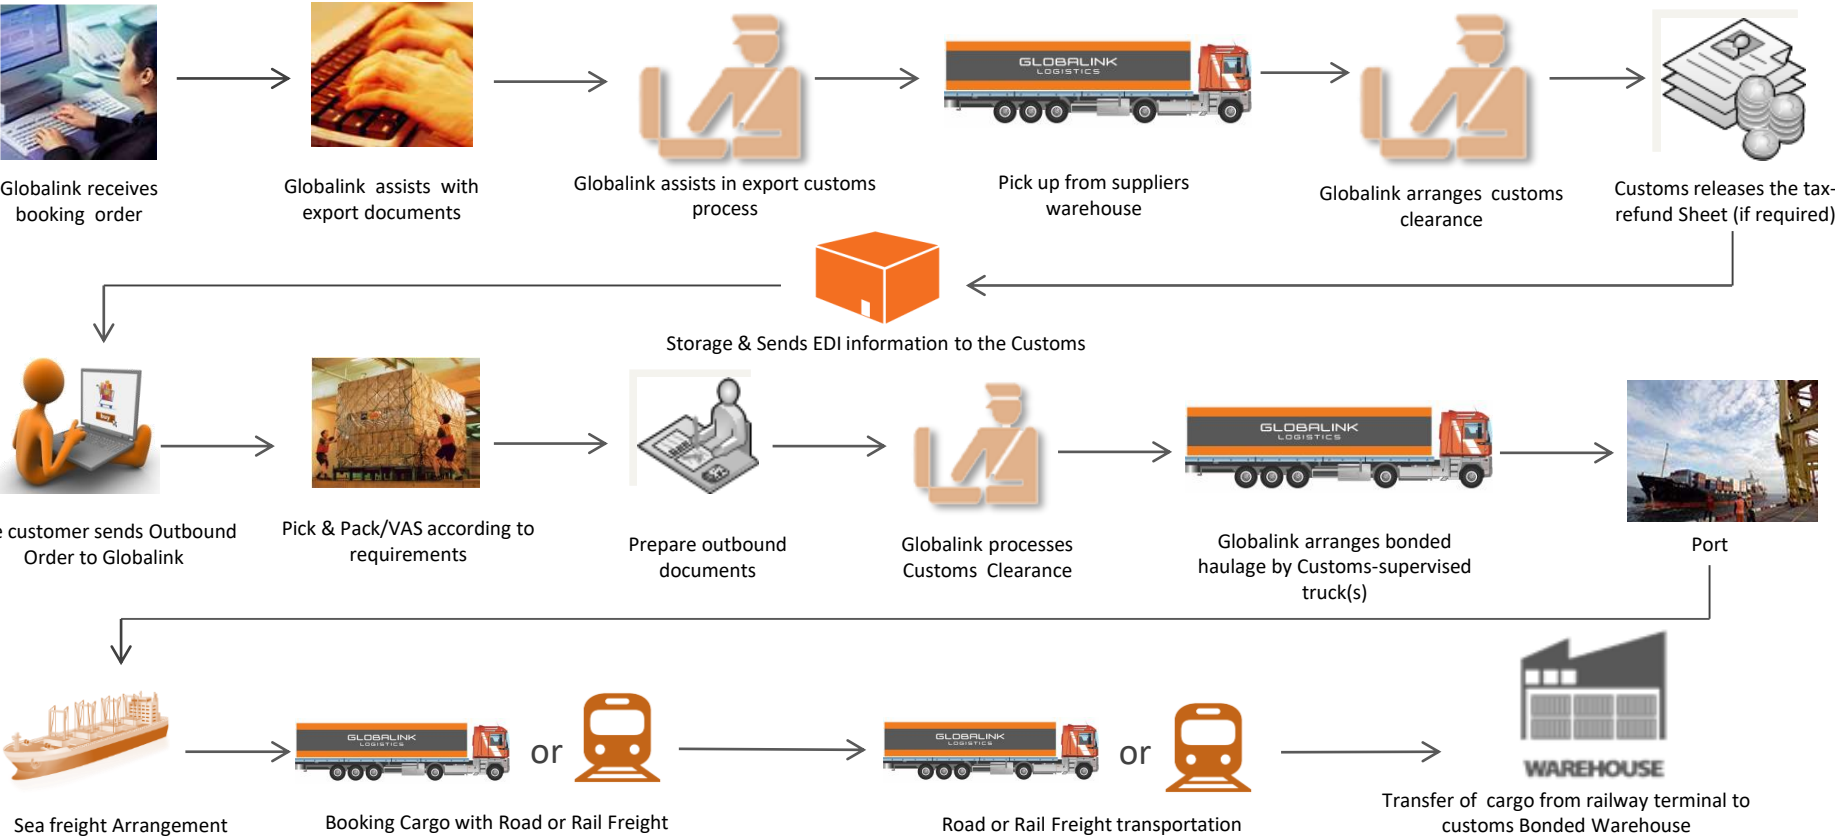 GLOBALINK
LOGISTICS
Globalink receives
booking order
Globalink assists with
export documents
Globalink assists in export customs
process
Pick up from suppliers
warehouse
Globalink arranges customs
clearance
Customs releases the tax-
refund Sheet (if required)
Storage & Sends EDI information to the Customs
GLOBALINK
LOGISTICS
customer sends Outbound
Order to Globalink
Pick & Pack/VAS according to
requirements
Prepare outbound
documents
Globalink processes
Customs Clearance
Globalink arranges bonded
haulage by Customs-supervised
truck(s)
Port
GLOBALINK
LOGISTICS
or
GLOBALINK
LOGISTICS
or
WAREHOUSE
Sea freight Arrangement
Booking Cargo with Road or Rail Freight
Road or Rail Freight transportation
Transfer of cargo from railway terminal to
customs Bonded Warehouse